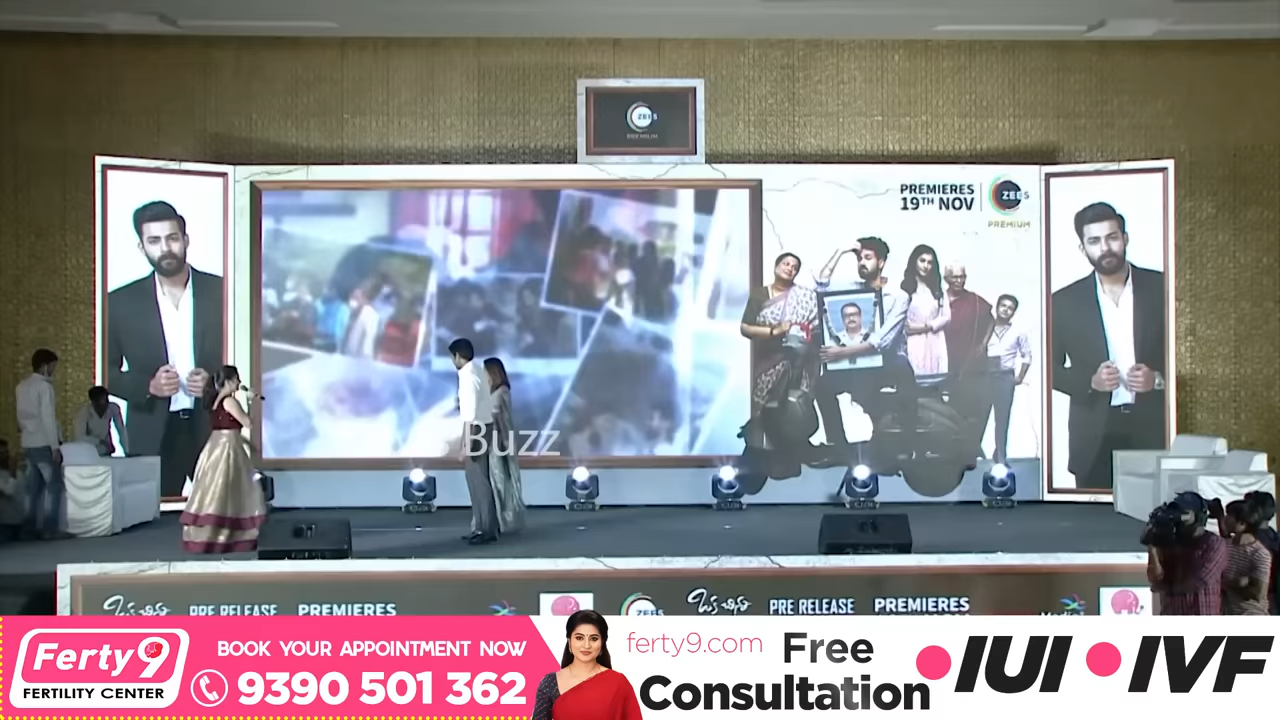 ZEE5
PREMIUM
PREMIERES
19TH NOV
ZEE5
PREMIUM
Buzz
PRE RELEASE
PREMIERES
ZEE5
PRE RELEASE
PREMIERES
Ferty9
FERTILITY CENTER
BOOK YOUR APPOINTMENT NOW
9390 501 362
ferty9.com
Free
Consultation
IUI
IVF